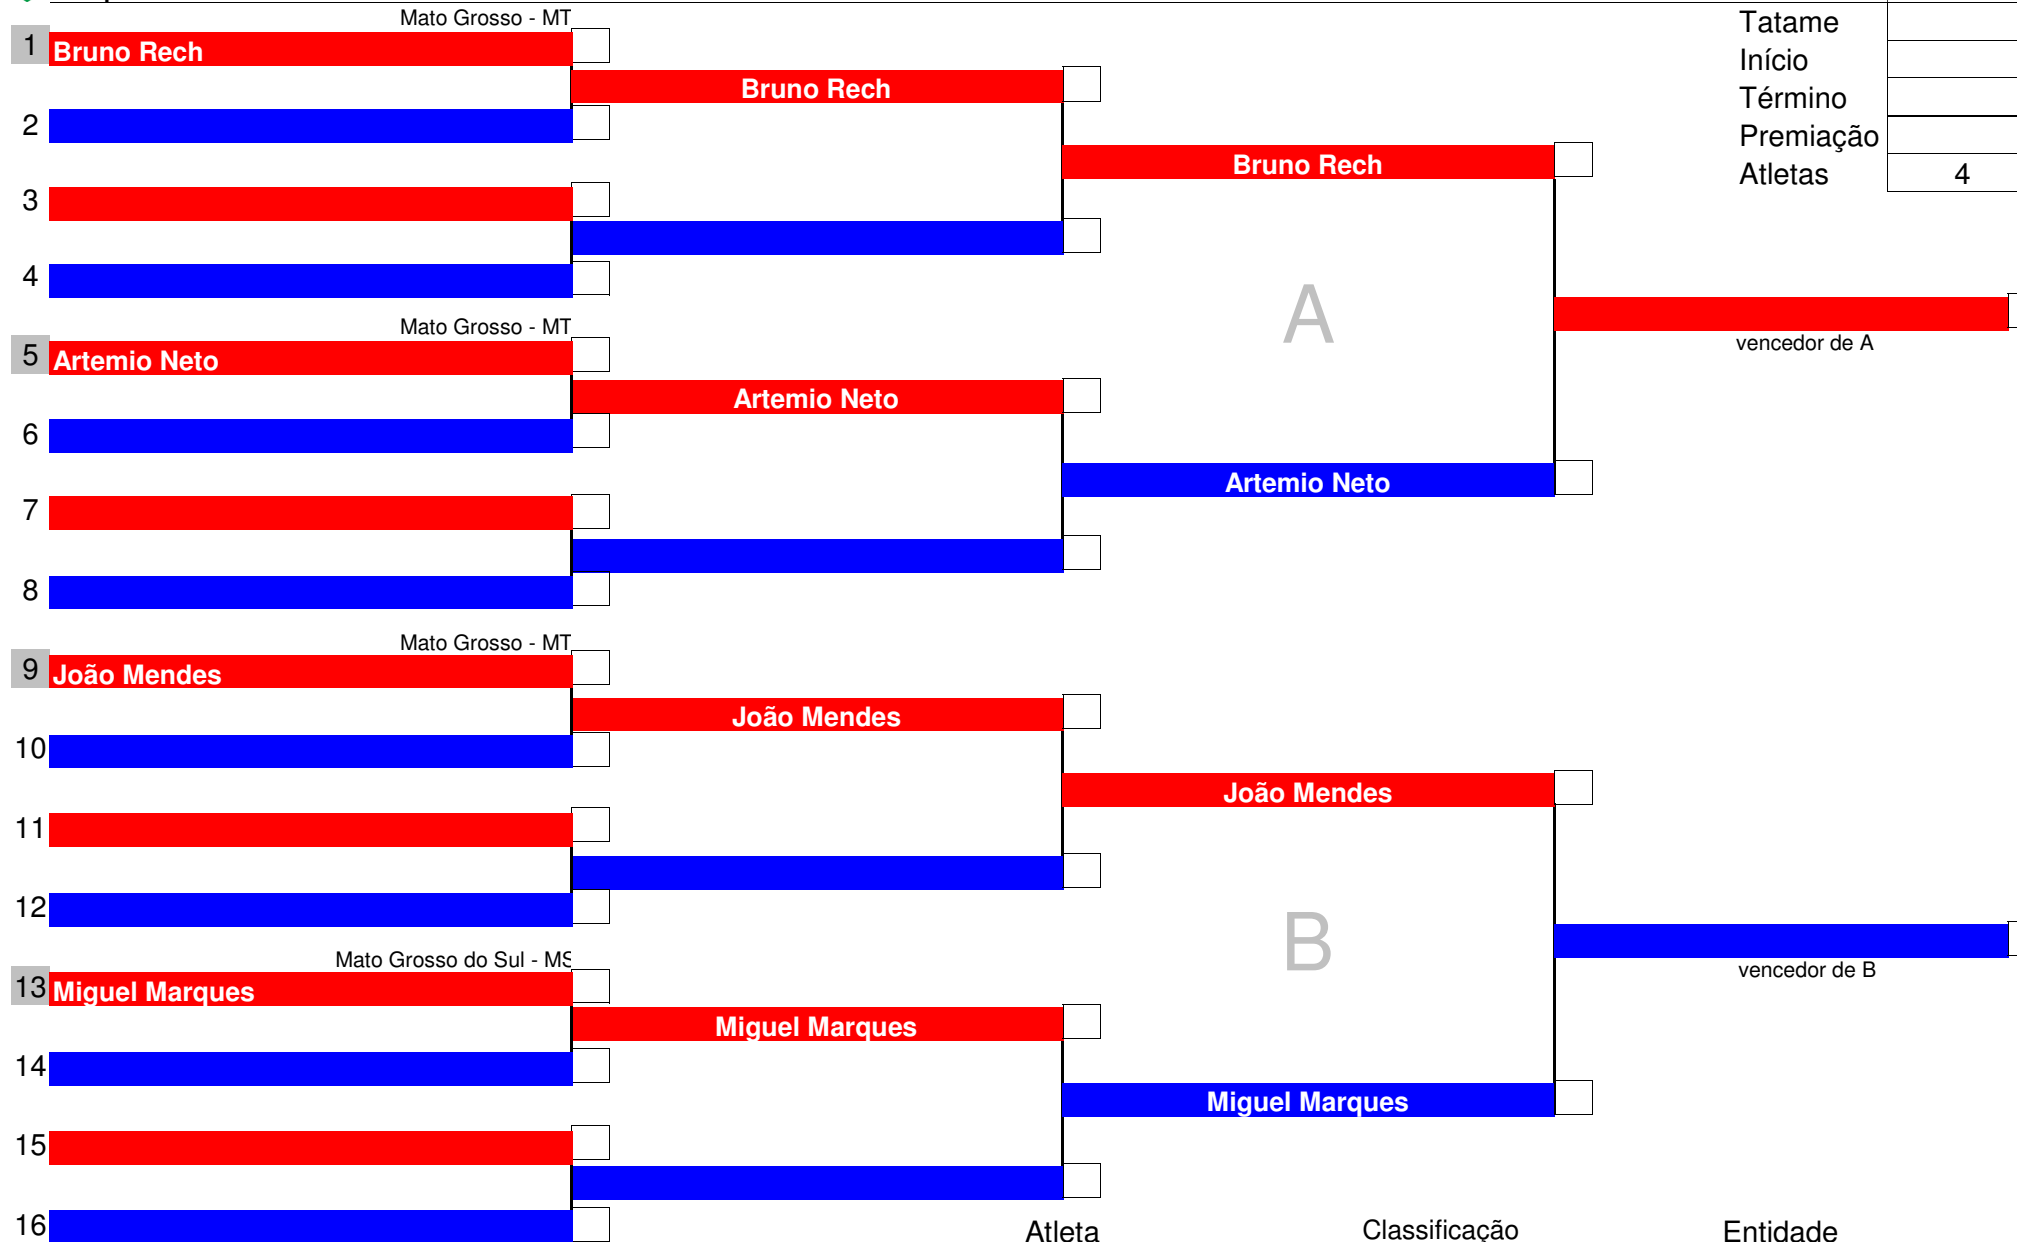 Mato Grosso - MT
Tatame
1 Bruno Rech
Início
Bruno Rech
Término
2
Premiação
Bruno Rech
Atletas 4
3
4
A
Mato Grosso - MT
vencedor de A
5 Artemio Neto
Artemio Neto
6
Artemio Neto
7
8
Mato Grosso - MT
9 João Mendes
João Mendes
10
João Mendes
11
12
B
Mato Grosso do Sul - MS
vencedor de B
13 Miguel Marques
Miguel Marques
14
Miguel Marques
15
16
Atleta Classificação Entidade